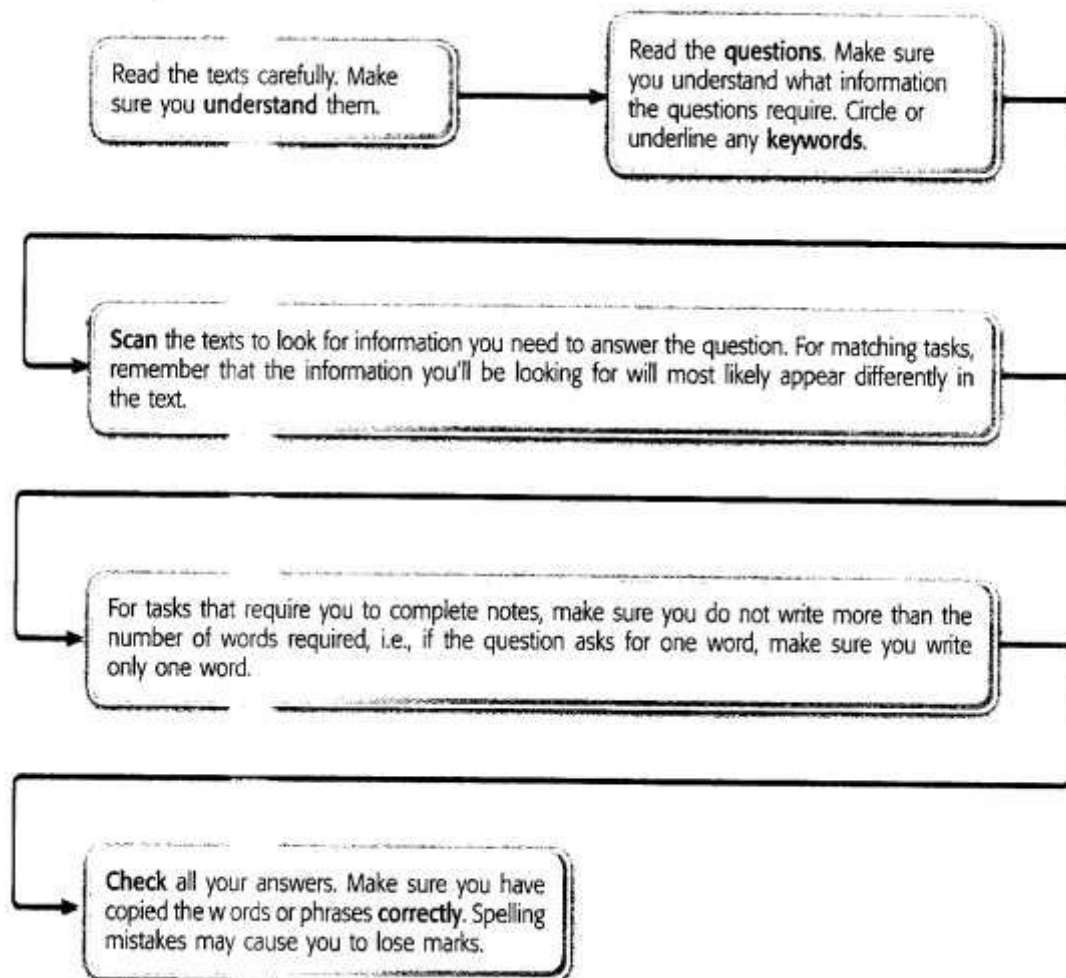 Read the texts carefully. Make
sure you understand them.
Read the questions. Make sure
you understand what information
the questions require. Circle or
underline any keywords.
Scan the texts to look for information you need to answer the question. For matching tasks,
remember that the information you'll be looking for will most likely appear differently in
the text.
For tasks that require you to complete notes, make sure you do not write more than the
number of words required, i.e., if the question asks for one word, make sure you write
only one word.
Check all your answers. Make sure you have
copied the w ords or phrases correctly. Spelling
mistakes may cause you to lose marks.